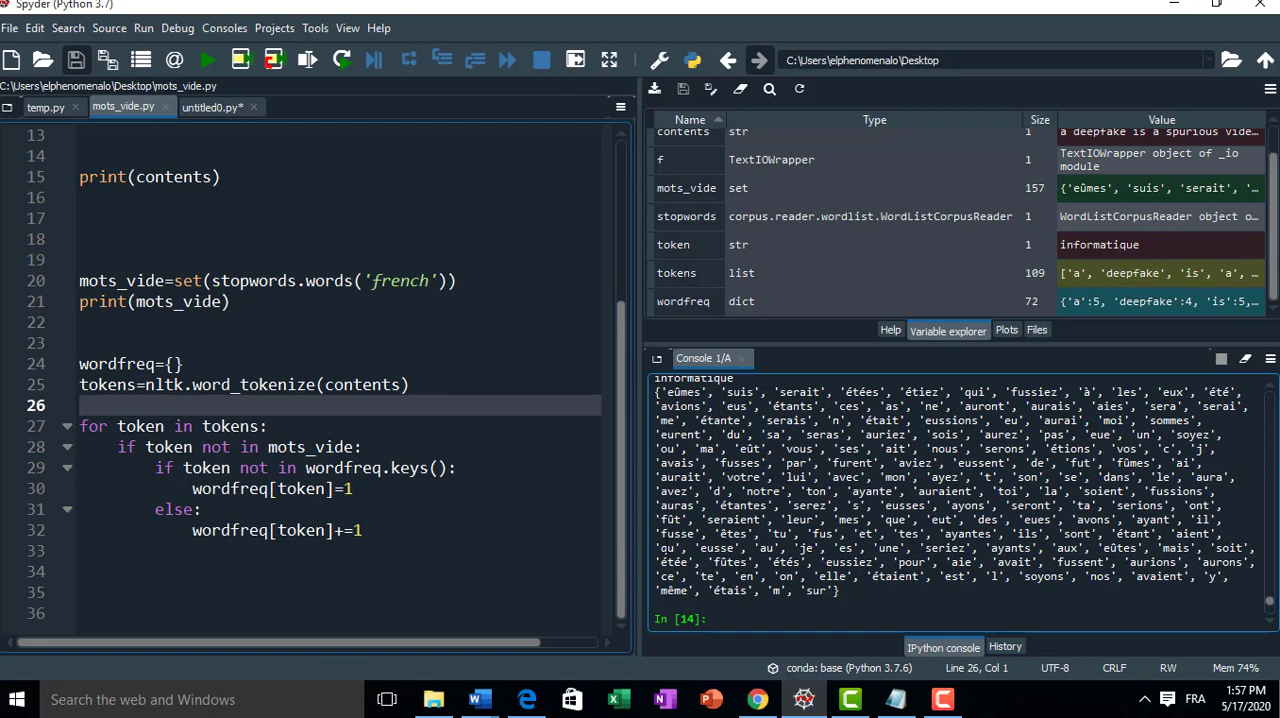 Spyder (Python 3.7)
File Edit Search Source Run Debug Consoles Projects Tools View Help
C:\Users\elphenomenalo\Desktop
C:\Users\elphenomenalo\Desktop\mots_vide.py
temp.py mots_vide.py untitled0.py*
13
14
15 print(contents)
16
17
18
19
20 mots_vide=set(stopwords.words('french'))
21 print(mots_vide)
22
23
24 wordfreq={}
25 tokens=nltk.word_tokenize(contents)
26
27 for token in tokens:
28 if token not in mots_vide:
29 if token not in wordfreq.keys():
30 wordfreq[token]=1
31 else:
32 wordfreq[token]+=1
33
34
35
36
Name Type Size Value
contents str 1 a deepfake is a spurious vide…
f TextIOWrapper 1 TextIOWrapper object of _io
module
mots_vide set 157 {'eûmes', 'suis', 'serait', '…
stopwords corpus.reader.wordlist.WordListCorpusReader 1 WordListCorpusReader object o…
token str 1 informatique
tokens list 109 ['a', 'deepfake', 'is', 'a', …
wordfreq dict 72 {'a':5, 'deepfake':4, 'is':5,…
Help Variable explorer Plots Files
Console 1/A
informatique
{'eûmes', 'suis', 'serait', 'étées', 'étiez', 'qui', 'fussiez', 'à', 'les', 'eux', 'été',
'avions', 'eus', 'étants', 'ces', 'as', 'ne', 'auront', 'aurais', 'aies', 'sera', 'serai',
'me', 'étante', 'serais', 'n', 'était', 'eussions', 'eu', 'aurai', 'moi', 'sommes',
'eurent', 'du', 'sa', 'seras', 'auriez', 'sois', 'aurez', 'pas', 'eue', 'un', 'soyez',
'ou', 'ma', 'eût', 'vous', 'ses', 'ait', 'nous', 'serons', 'étions', 'vos', 'c', 'j',
'avais', 'fusses', 'par', 'furent', 'aviez', 'eussent', 'de', 'fut', 'fûmes', 'ai',
'aurait', 'votre', 'lui', 'avec', 'mon', 'ayez', 't', 'son', 'se', 'dans', 'le', 'aura',
'avez', 'd', 'notre', 'ton', 'ayante', 'auraient', 'toi', 'la', 'soient', 'fussions',
'auras', 'étantes', 'serez', 's', 'eusses', 'ayons', 'seront', 'ta', 'serions', 'ont',
'fût', 'seraient', 'leur', 'mes', 'que', 'eut', 'des', 'eues', 'avons', 'ayant', 'il',
'fusse', 'êtes', 'tu', 'fus', 'et', 'tes', 'ayantes', 'ils', 'sont', 'étant', 'aient',
'qu', 'eusse', 'au', 'je', 'es', 'une', 'seriez', 'ayants', 'aux', 'eûtes', 'mais', 'soit',
'étée', 'fûtes', 'étés', 'eussiez', 'pour', 'aie', 'avait', 'fussent', 'aurions', 'aurons',
'ce', 'te', 'en', 'on', 'elle', 'étaient', 'est', 'l', 'soyons', 'nos', 'avaient', 'y',
'même', 'étais', 'm', 'sur'}
In [14]:
IPython console History
conda: base (Python 3.7.6) Line 26, Col 1 UTF-8 CRLF RW Mem 74%
Search the web and Windows
FRA
1:57 PM
5/17/2020